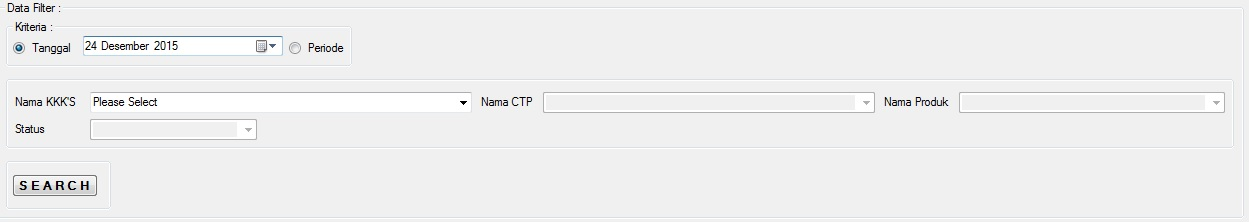 Data Filter :
Kriteria :
Tanggal 24 Desember 2015 Periode
Nama KKK'S Please Select Nama CTP Nama Produk
Status
SEARCH